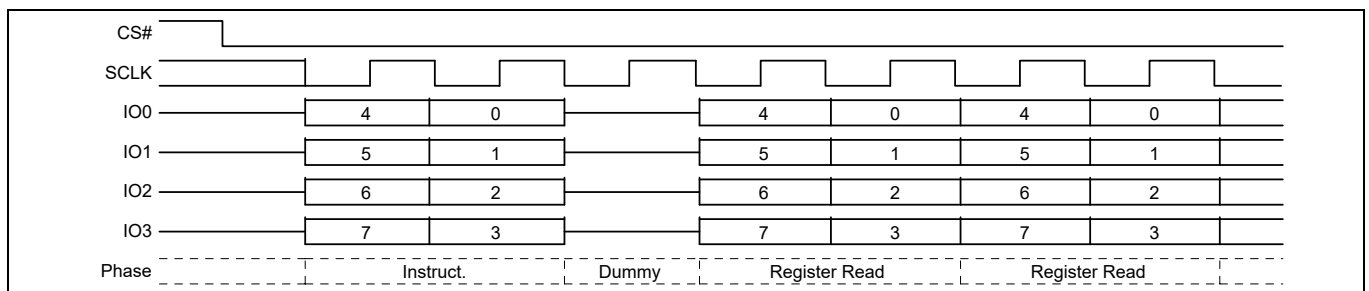 CS#
SCLK
IO0 4 0 4 0 4 0
IO1 5 1 5 1 5 1
IO2 6 2 6 2 6 2
IO3 7 3 7 3 7 3
Phase Instruct. Dummy Register Read Register Read